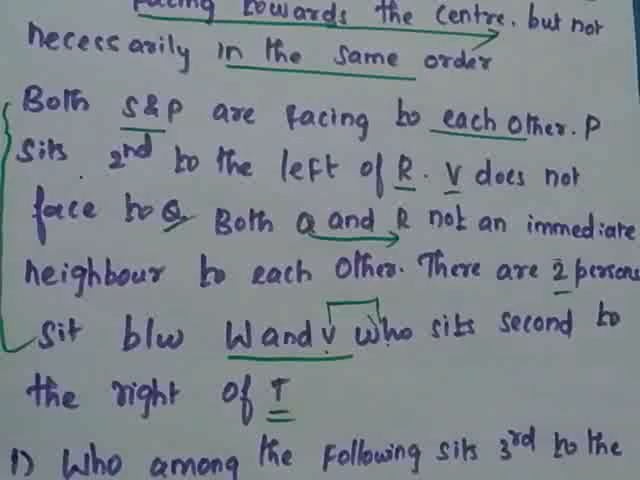 facing towards the centre. but not
necessarily in the same order
Both S&P are facing to each other. P
sits 2nd to the left of R. V does not
face to Q. Both Q and R not an immediate
neighbour to each other. There are 2 persons
sit b/w W and V who sits second to
the right of T
1) Who among the following sits 3rd to the